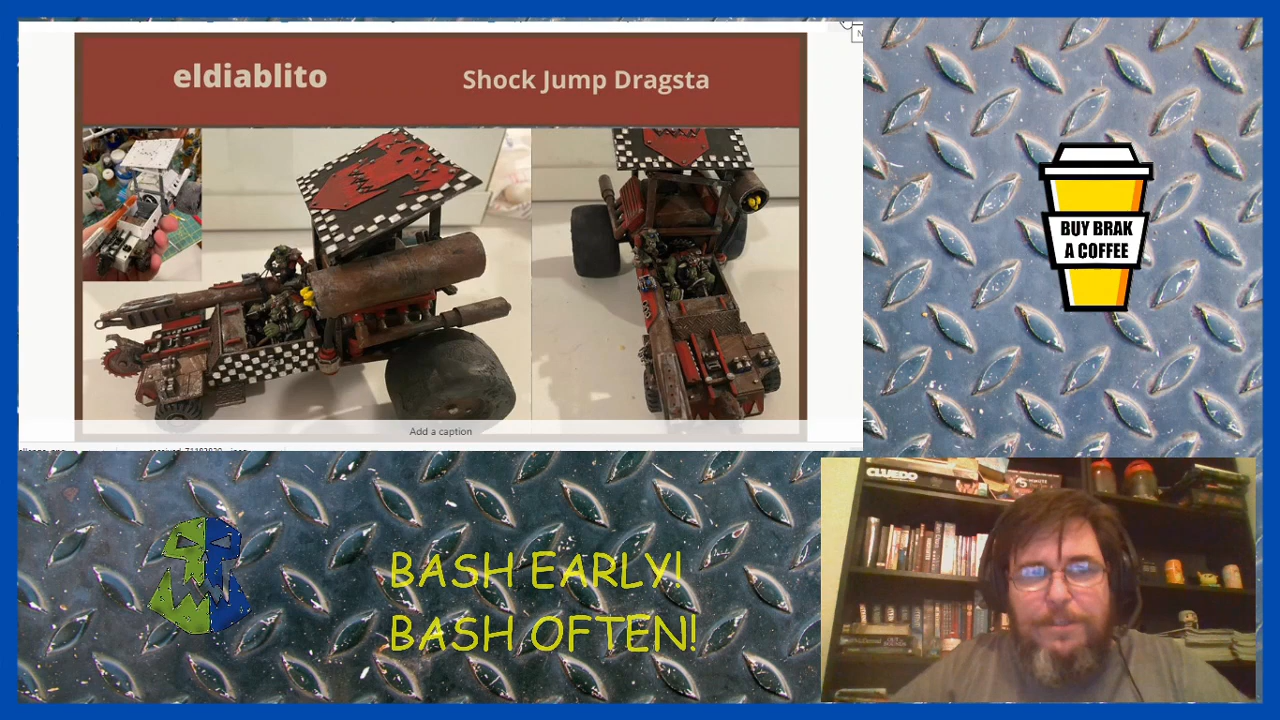 eldiablito
Shock Jump Dragsta
Add a caption
BUY BRAK
A COFFEE
BASH EARLY!
BASH OFTEN!
CLUEDO